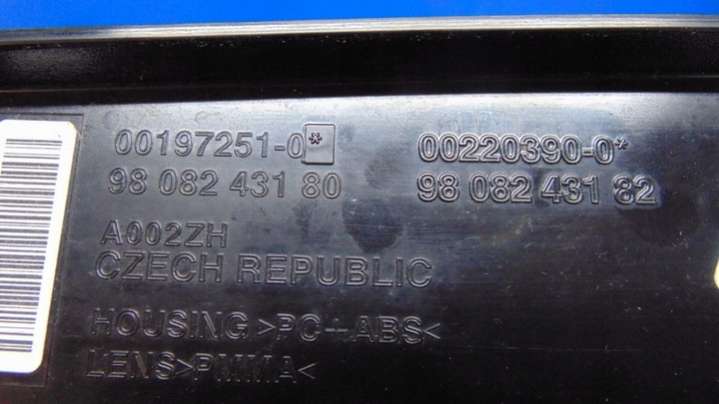 00197251-0* 00220390-0*
98 082 431 80 98 082 431 82
A002ZH
CZECH REPUBLIC
HOUSING >PC+ABS<
LENS>PMMA<